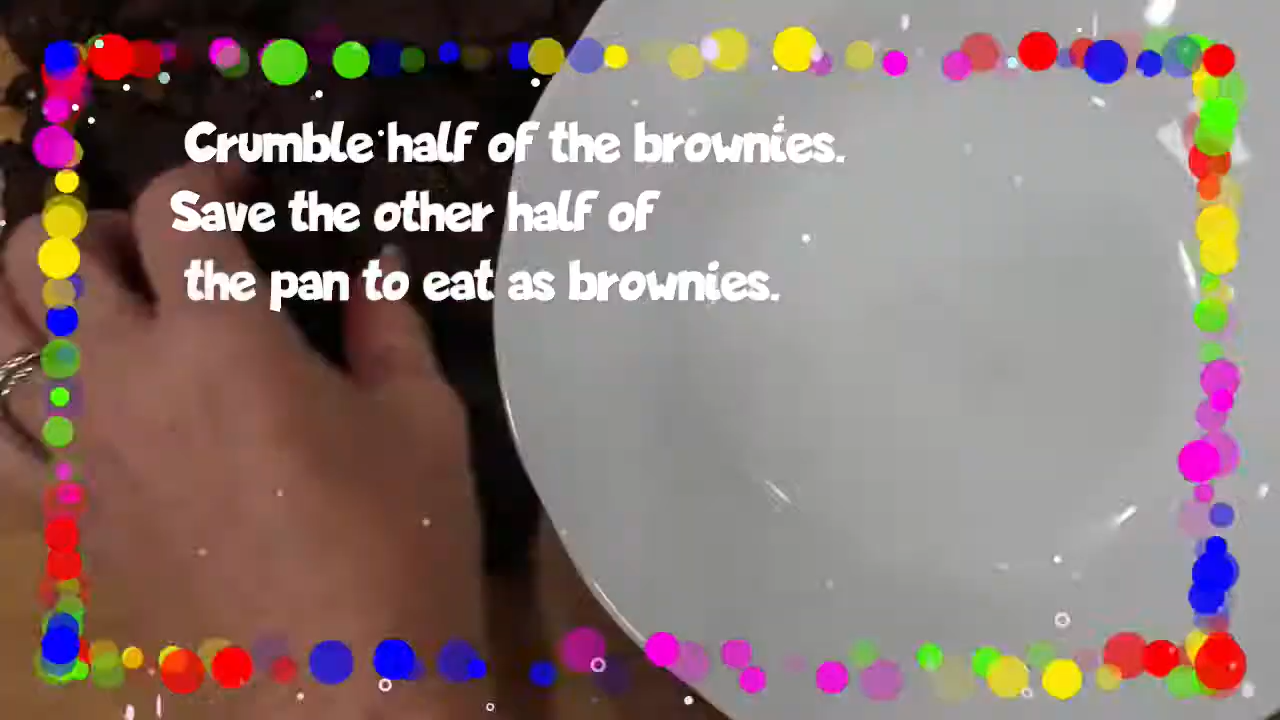 Crumble half of the brownies.
Save the other half of
the pan to eat as brownies.